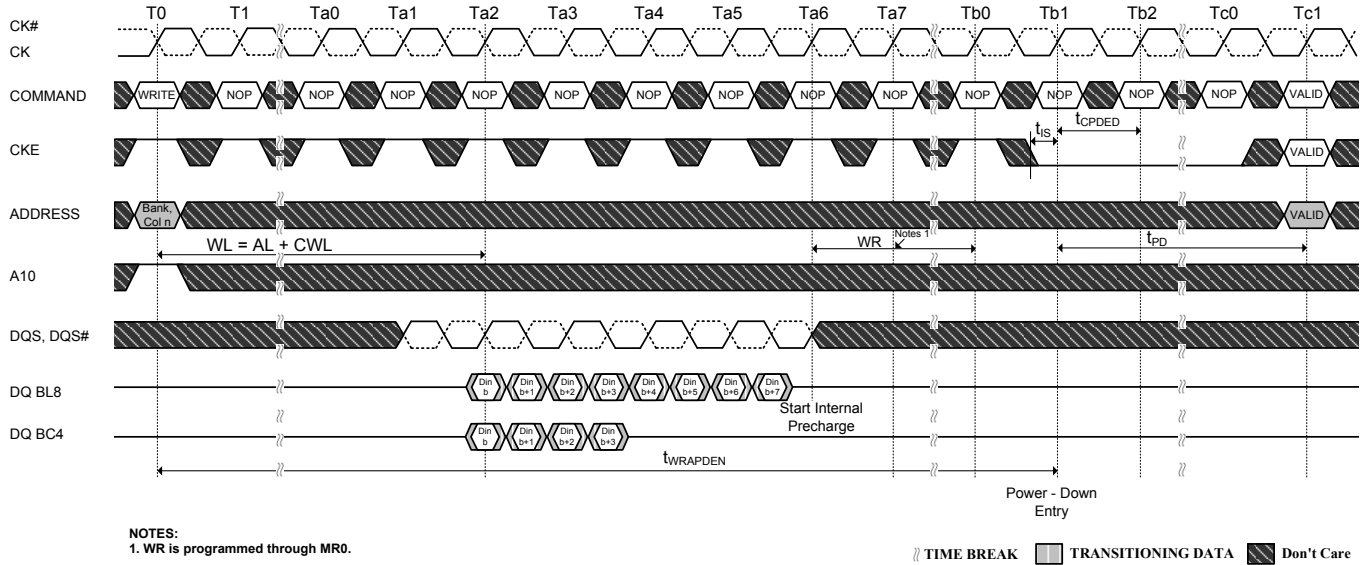 T0 T1 Ta0 Ta1 Ta2 Ta3 Ta4 Ta5 Ta6 Ta7 Tb0 Tb1 Tb2 Tc0 Tc1
CK#
CK
COMMAND WRITE NOP NOP NOP NOP NOP NOP NOP NOP NOP NOP NOP NOP NOP VALID
tIS tCPDED
CKE VALID
ADDRESS Bank, Col n VALID
WL = AL + CWL WR Notes 1 tPD
A10
DQS, DQS#
DQ BL8 Din b Din b+1 Din b+2 Din b+3 Din b+4 Din b+5 Din b+6 Din b+7
Start Internal
Precharge
DQ BC4 Din b Din b+1 Din b+2 Din b+3
tWRAPDEN
Power - Down
Entry
NOTES:
1. WR is programmed through MR0.
TIME BREAK TRANSITIONING DATA Don't Care